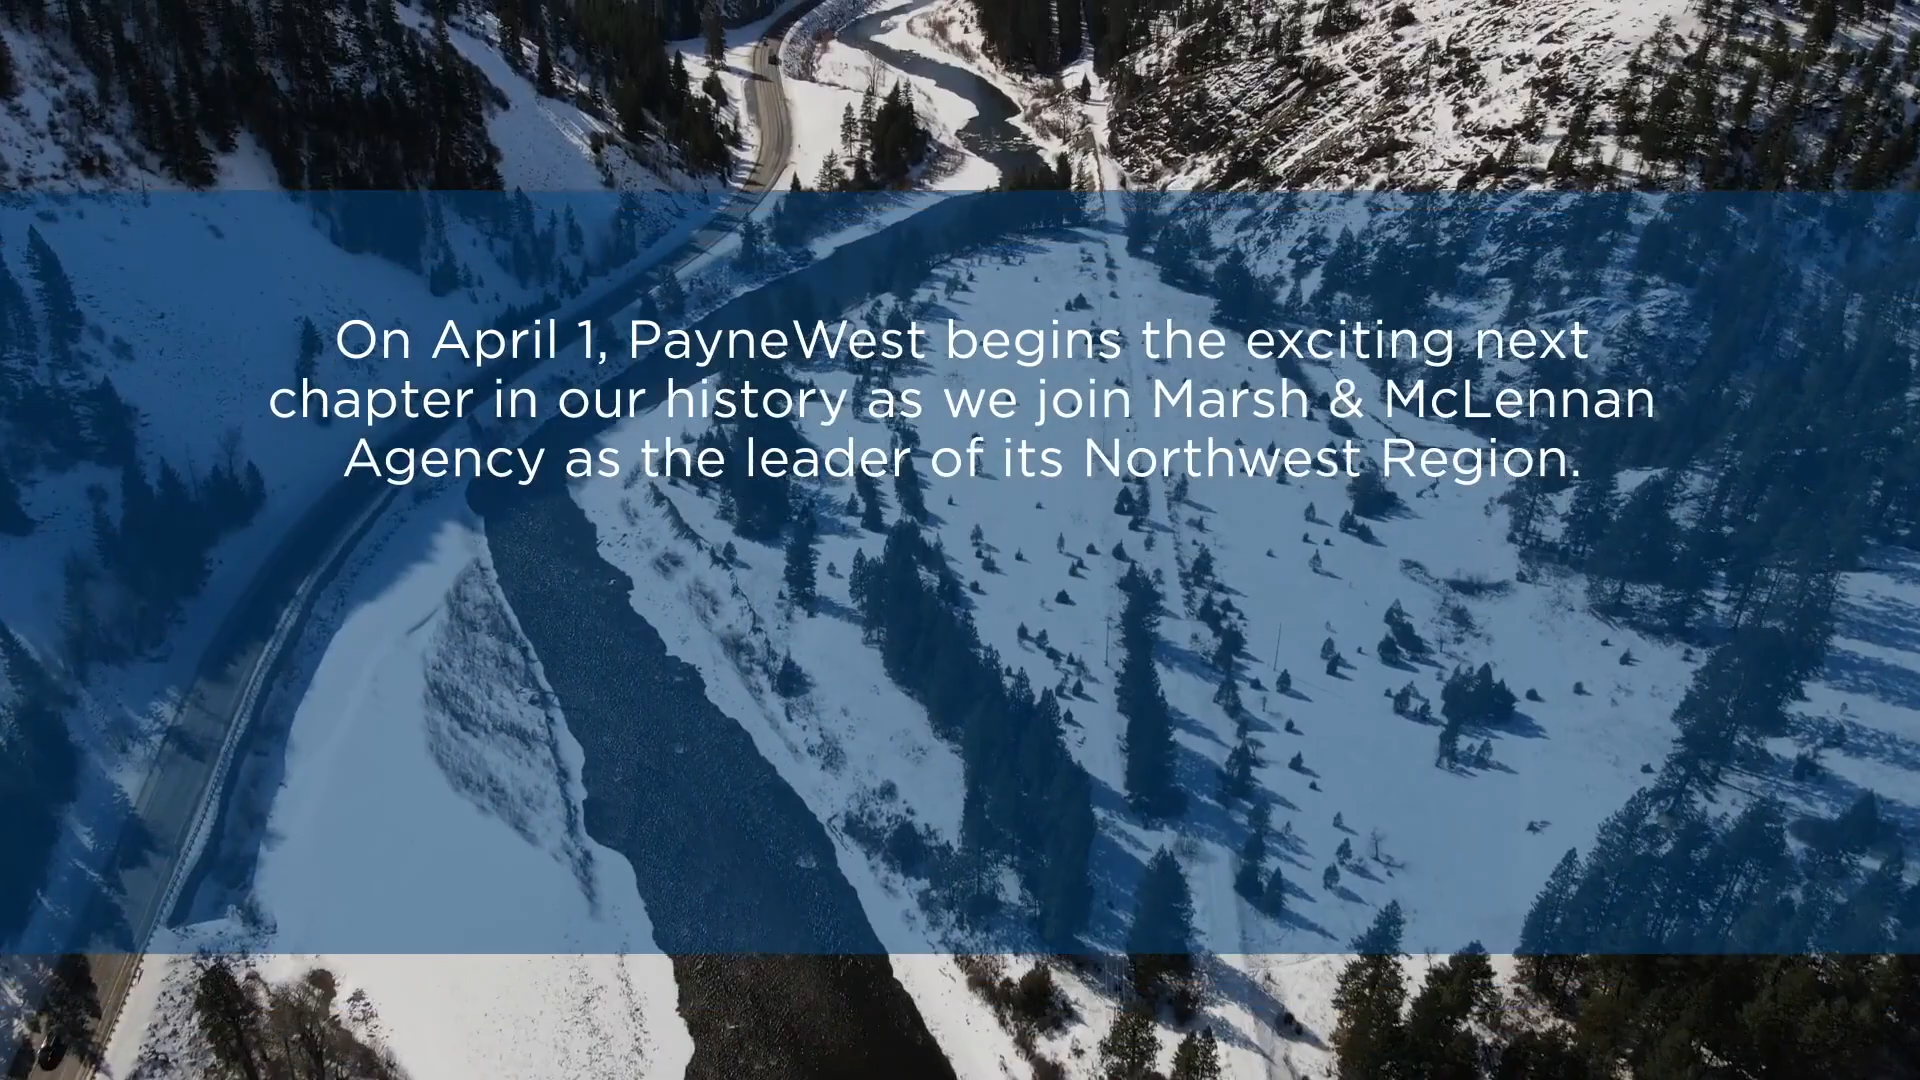 On April 1, PayneWest begins the exciting next
chapter in our history as we join Marsh & McLennan
Agency as the leader of its Northwest Region.